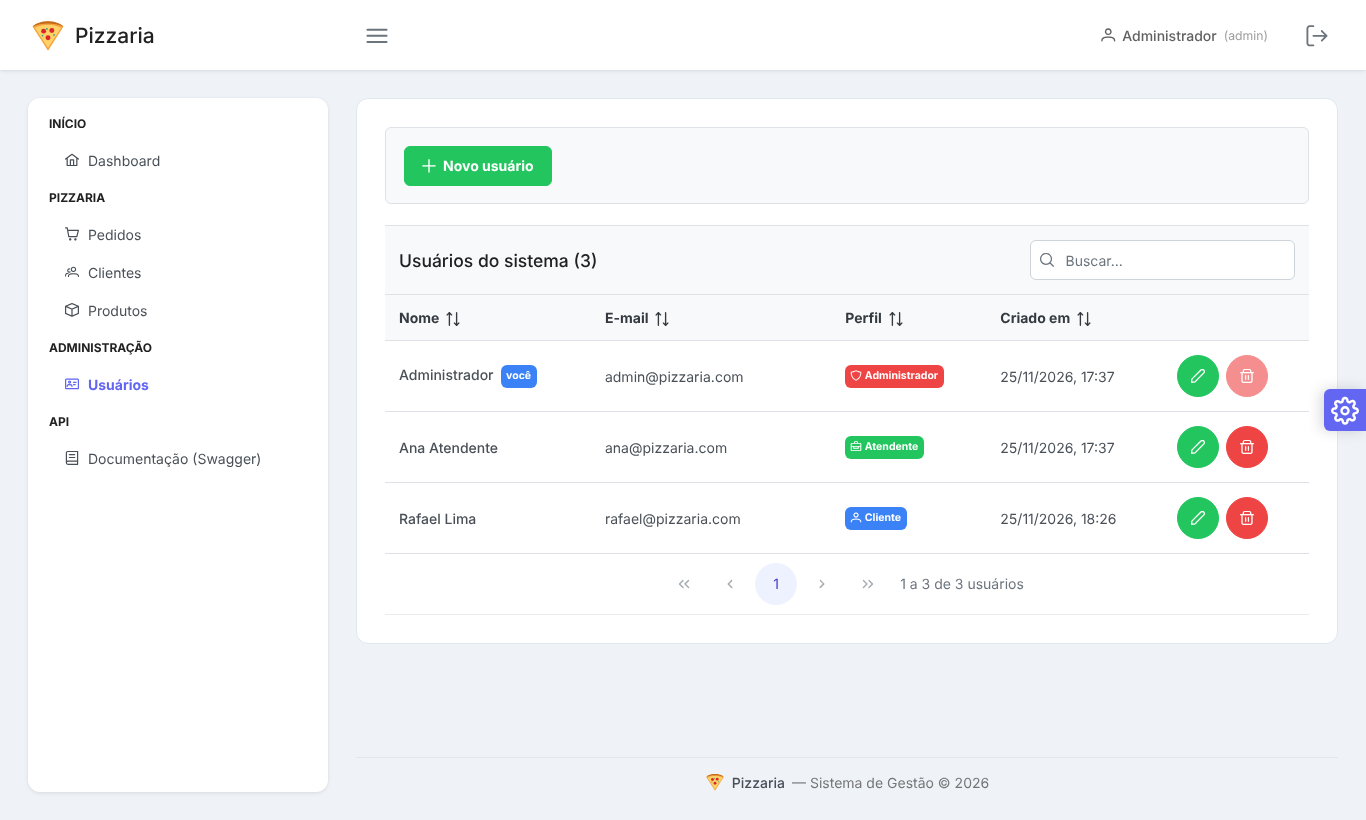 Pizzaria
Administrador (admin)
INÍCIO
Dashboard
PIZZARIA
Pedidos
Clientes
Produtos
ADMINISTRAÇÃO
Usuários
API
Documentação (Swagger)
Novo usuário
Usuários do sistema (3)
Buscar...
Nome E-mail Perfil Criado em
Administrador você admin@pizzaria.com Administrador 25/11/2026, 17:37
Ana Atendente ana@pizzaria.com Atendente 25/11/2026, 17:37
Rafael Lima rafael@pizzaria.com Cliente 25/11/2026, 18:26
1 1 a 3 de 3 usuários
Pizzaria — Sistema de Gestão © 2026